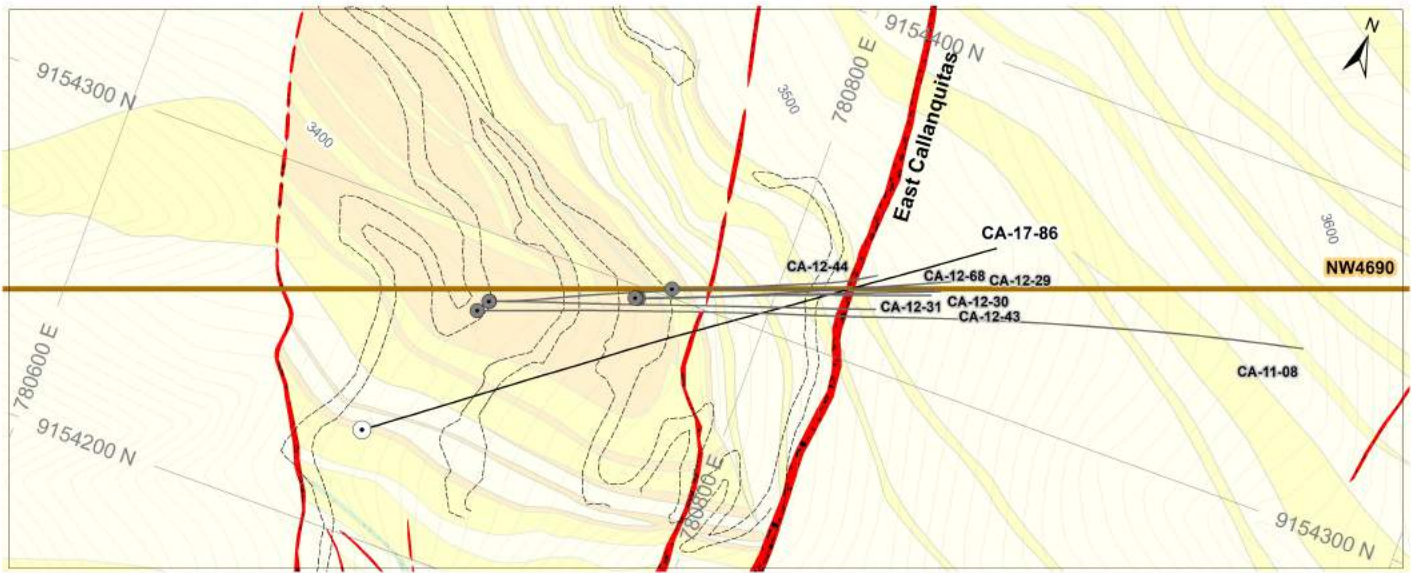 9154400 N
N
9154300 N
780800 E
3500
3400
East Callanquitas
3600
CA-17-86
NW4690
CA-12-44
CA-12-68
CA-12-29
CA-12-30
CA-12-31
CA-12-43
780600 E
CA-11-08
9154200 N
780800 E
9154300 N